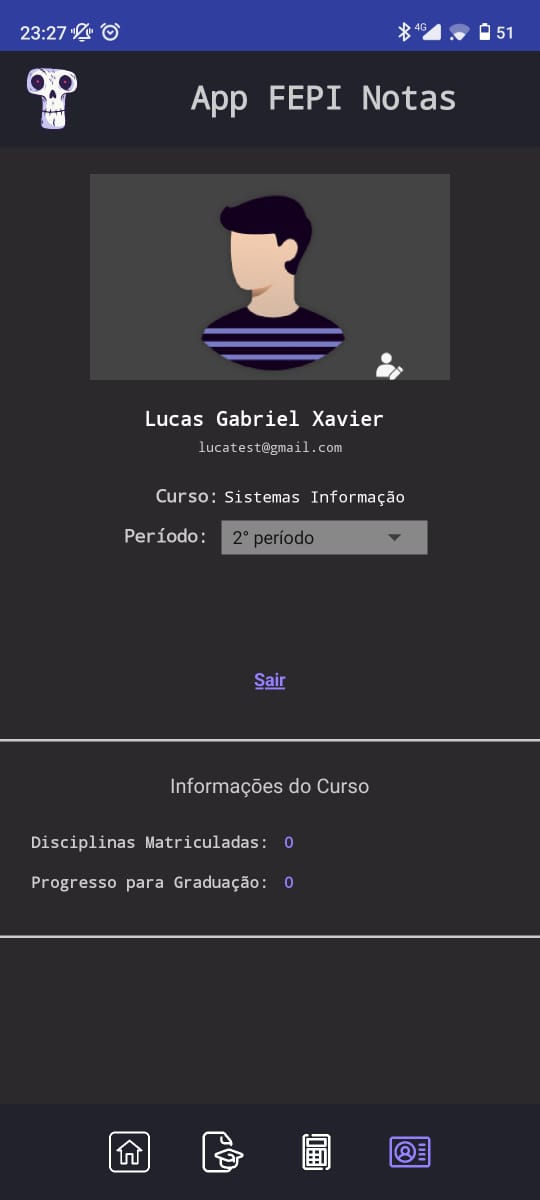 23:27 4G 51
App FEPI Notas
Lucas Gabriel Xavier
lucatest@gmail.com
Curso: Sistemas Informação
Período: 2° período
Sair
Informações do Curso
Disciplinas Matriculadas: 0
Progresso para Graduação: 0